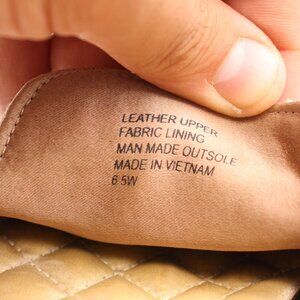 LEATHER UPPER
FABRIC LINING
MAN MADE OUTSOLE
MADE IN VIETNAM
6.5W